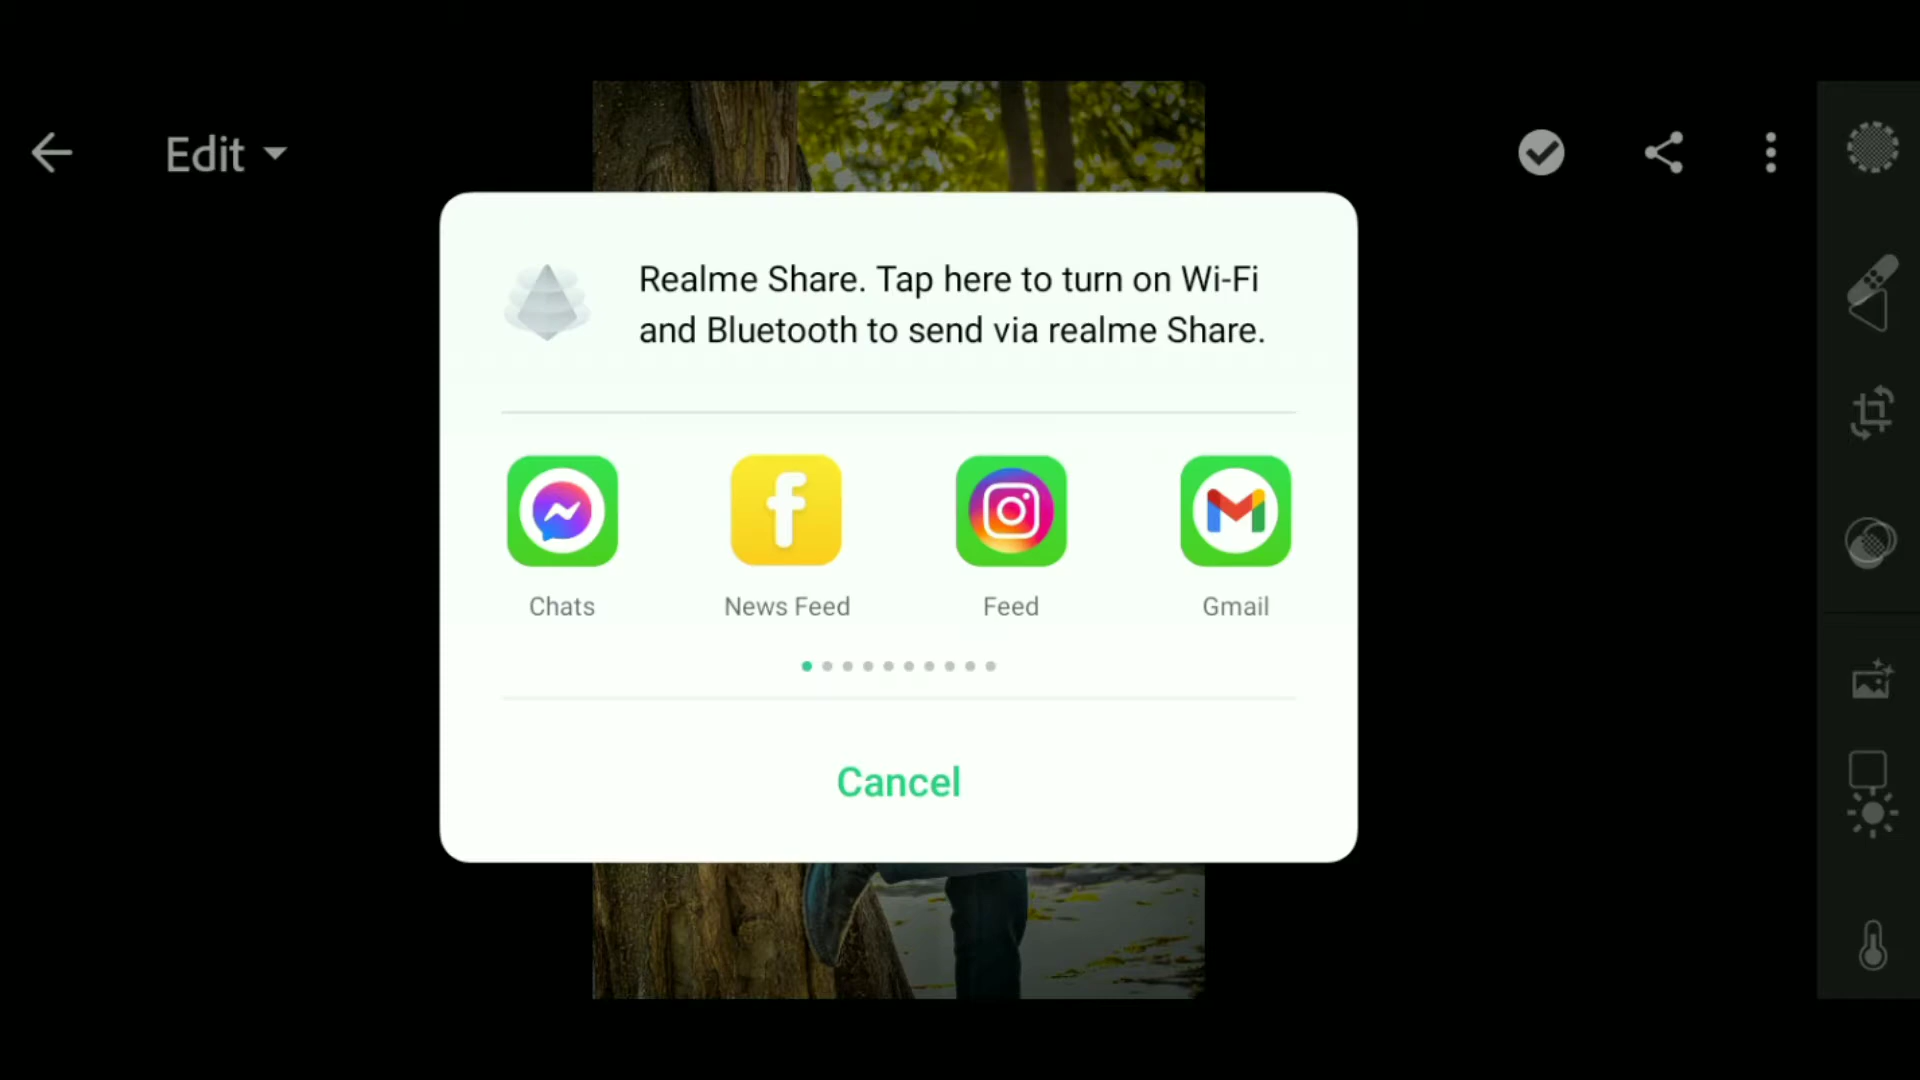 Edit
Realme Share. Tap here to turn on Wi-Fi
and Bluetooth to send via realme Share.
Chats
News Feed
Feed
Gmail
Cancel